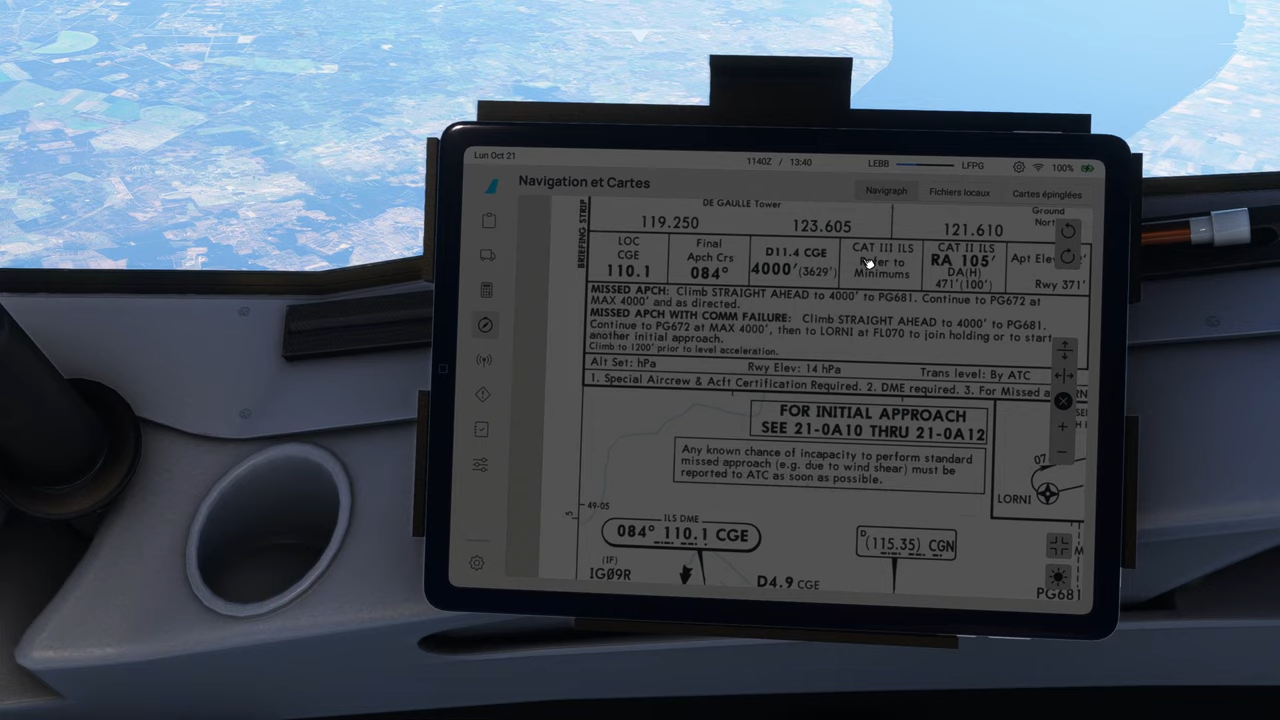 Lun Oct 21
1140Z / 13:40
LEBB
LFPG
100%
Navigation et Cartes
Navigraph
Fichiers locaux
Cartes épinglées
BRIEFING STRIP
DE GAULLE Tower
Ground
119.250
123.605
121.610
LOC
CGE
110.1
Final
Apch Crs
084°
D11.4 CGE
4000'(3629')
CAT III ILS
to
Minimums
CAT II ILS
RA 105'
DA(H)
471'(100')
Apt
Rwy 371'
MISSED APCH: Climb STRAIGHT AHEAD to 4000' to PG681. Continue to PG672 at
MAX 4000' and as directed.
MISSED APCH WITH COMM FAILURE: Climb STRAIGHT AHEAD to 4000' to PG681.
Continue to PG672 at MAX 4000', then to LORNI at FL070 to join holding or to start
another initial approach.
Climb to 1200' prior to level acceleration.
Alt Set: hPa
Rwy Elev: 14 hPa
Trans level: By ATC
1. Special Aircrew & Acft Certification Required. 2. DME required. 3. For Missed
FOR INITIAL APPROACH
SEE 21-0A10 THRU 21-0A12
Any known chance of incapacity to perform standard
missed approach (e.g. due to wind shear) must be
reported to ATC as soon as possible.
07
LORNI
49-05
5
ILS DME
084° 110.1 CGE
D (115.35) CGN
(IF)
IG09R
D4.9 CGE
PG681